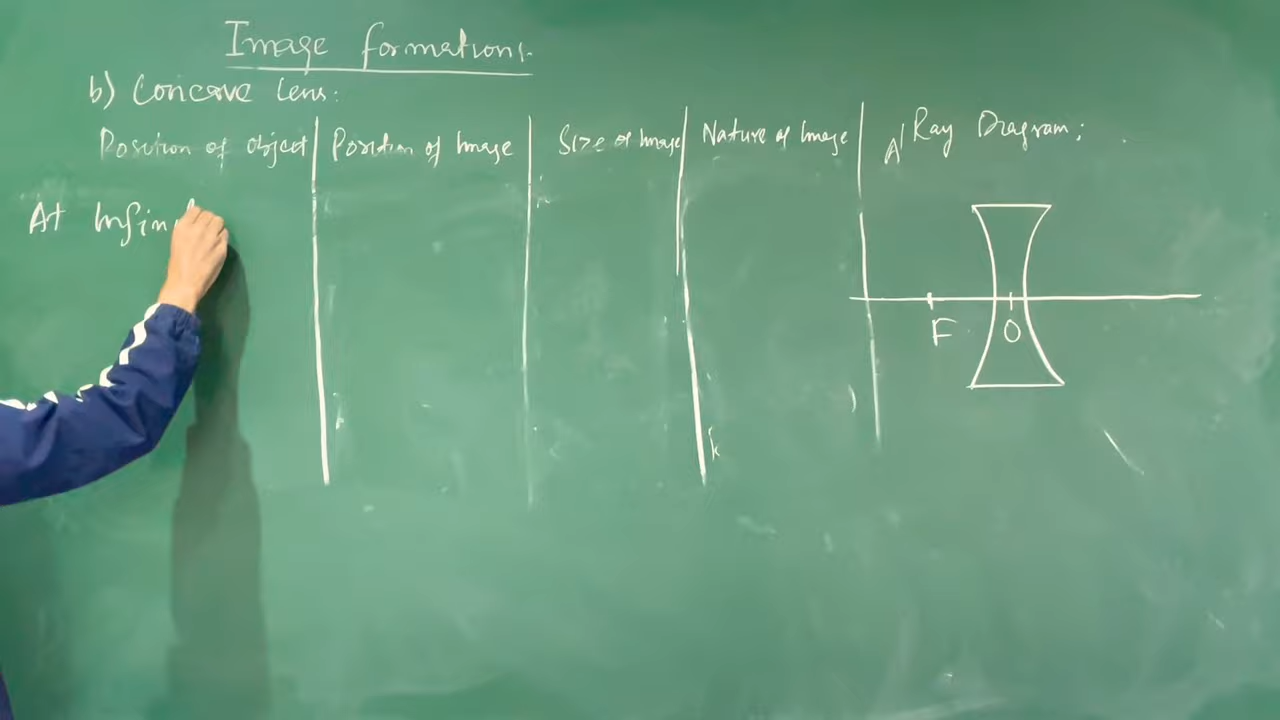 Image formations.
b) Concave lens:
Position of object Position of Image Size of Image Nature of Image A' Ray Diagram;
At Infin
F O